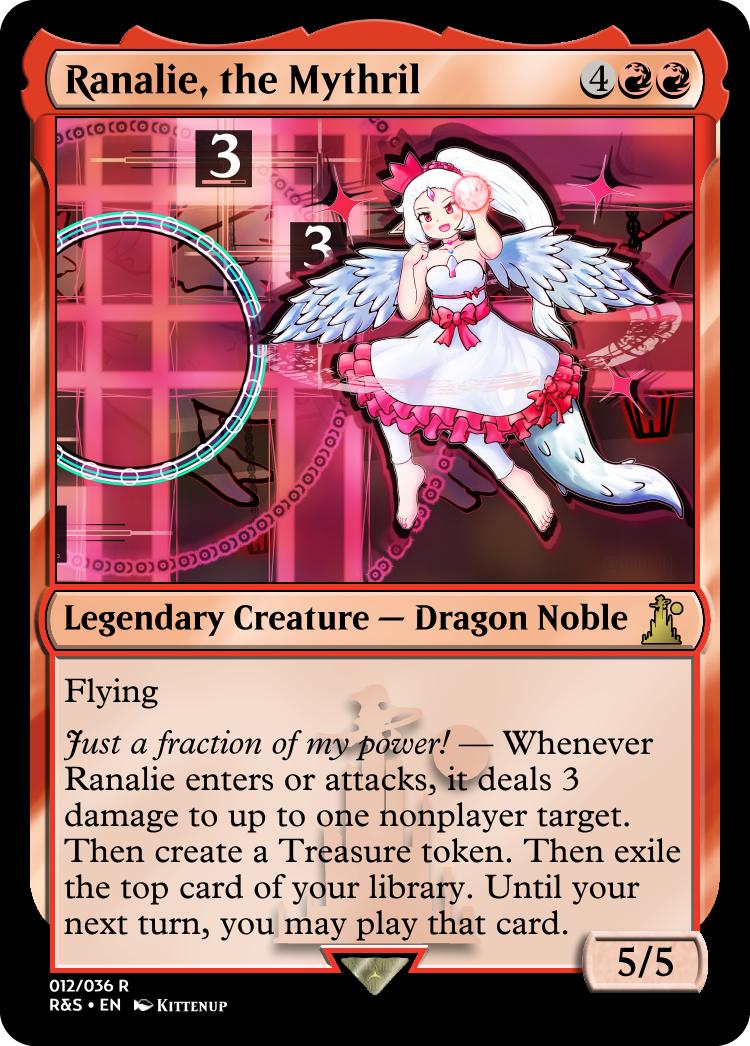 Ranalie, the Mythril 4
3
3
Legendary Creature — Dragon Noble
Flying
Just a fraction of my power! — Whenever
Ranalie enters or attacks, it deals 3
damage to up to one nonplayer target.
Then create a Treasure token. Then exile
the top card of your library. Until your
next turn, you may play that card.
5/5
012/036 R
R&S • EN KITTENUP